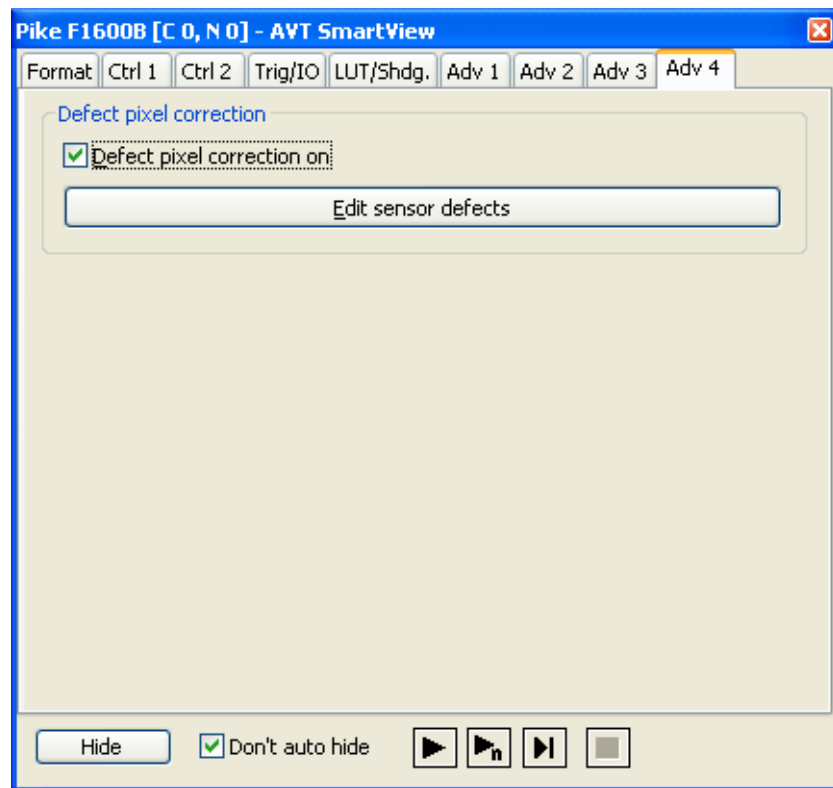 Pike F1600B [C 0, N 0] - AVT SmartView
Format Ctrl 1 Ctrl 2 Trig/IO LUT/Shdg. Adv 1 Adv 2 Adv 3 Adv 4
Defect pixel correction
Defect pixel correction on
Edit sensor defects
Hide Don't auto hide n